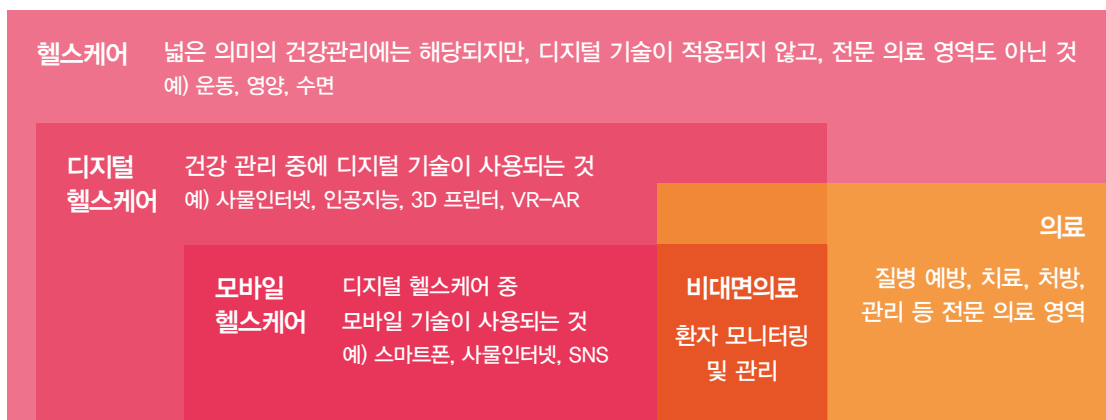 헬스케어 넓은 의미의 건강관리에는 해당되지만, 디지털 기술이 적용되지 않고, 전문 의료 영역도 아닌 것
예) 운동, 영양, 수면
디지털
헬스케어
건강 관리 중에 디지털 기술이 사용되는 것
예) 사물인터넷, 인공지능, 3D 프린터, VR-AR
모바일
헬스케어
디지털 헬스케어 중
모바일 기술이 사용되는 것
예) 스마트폰, 사물인터넷, SNS
비대면의료
환자 모니터링
및 관리
의료
질병 예방, 치료, 처방,
관리 등 전문 의료 영역